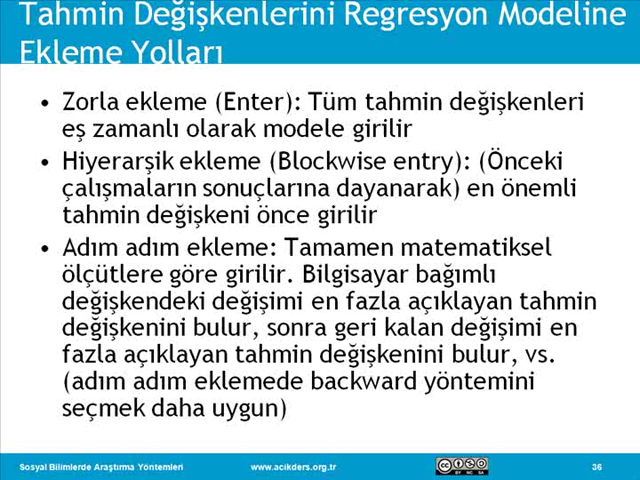 Tahmin Değişkenlerini Regresyon Modeline
Ekleme Yolları
• Zorla ekleme (Enter): Tüm tahmin değişkenleri
eş zamanlı olarak modele girilir
• Hiyerarşik ekleme (Blockwise entry): (Önceki
çalışmaların sonuçlarına dayanarak) en önemli
tahmin değişkeni önce girilir
• Adım adım ekleme: Tamamen matematiksel
ölçütlere göre girilir. Bilgisayar bağımlı
değişkendeki değişimi en fazla açıklayan tahmin
değişkenini bulur, sonra geri kalan değişimi en
fazla açıklayan tahmin değişkenini bulur, vs.
(adım adım eklemede backward yöntemini
seçmek daha uygun)
Sosyal Bilimlerde Araştırma Yöntemleri www.acikders.org.tr cc BY NC SA 36